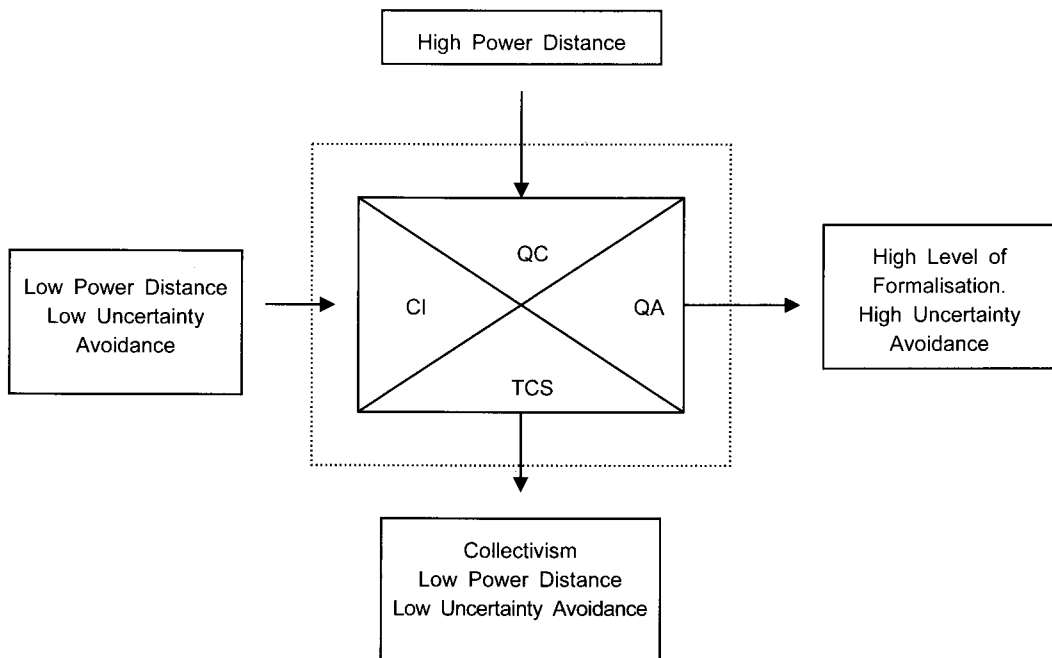 High Power Distance
QC
Low Power Distance
Low Uncertainty
Avoidance
CI
QA
High Level of
Formalisation.
High Uncertainty
Avoidance
TCS
Collectivism
Low Power Distance
Low Uncertainty Avoidance